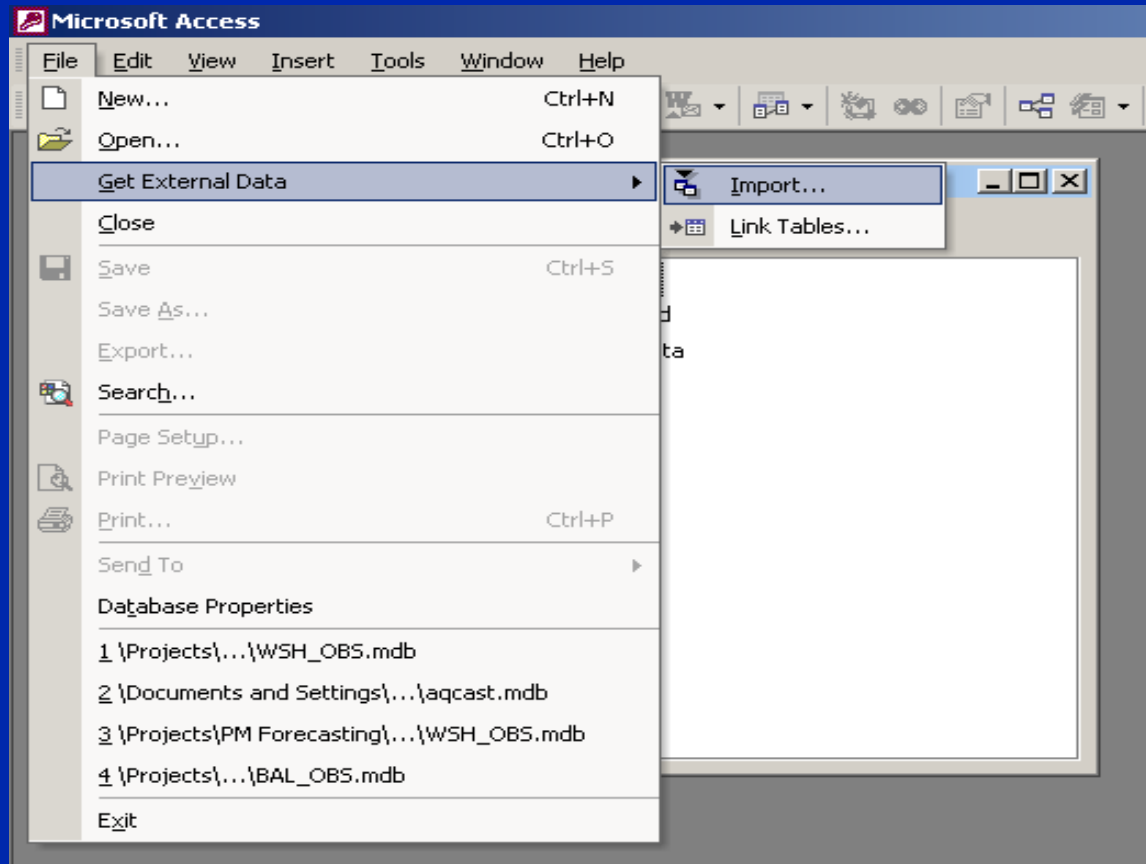 Microsoft Access
File Edit View Insert Tools Window Help
New... Ctrl+N
Open... Ctrl+O
Get External Data
Import...
Close
Link Tables...
Save Ctrl+S
Save As...
d
Export...
ta
Search...
Page Setup...
Print Preview
Print... Ctrl+P
Send To
Database Properties
1 \Projects\...\WSH_OBS.mdb
2 \Documents and Settings\...\aqcast.mdb
3 \Projects\PM Forecasting\...\WSH_OBS.mdb
4 \Projects\...\BAL_OBS.mdb
Exit